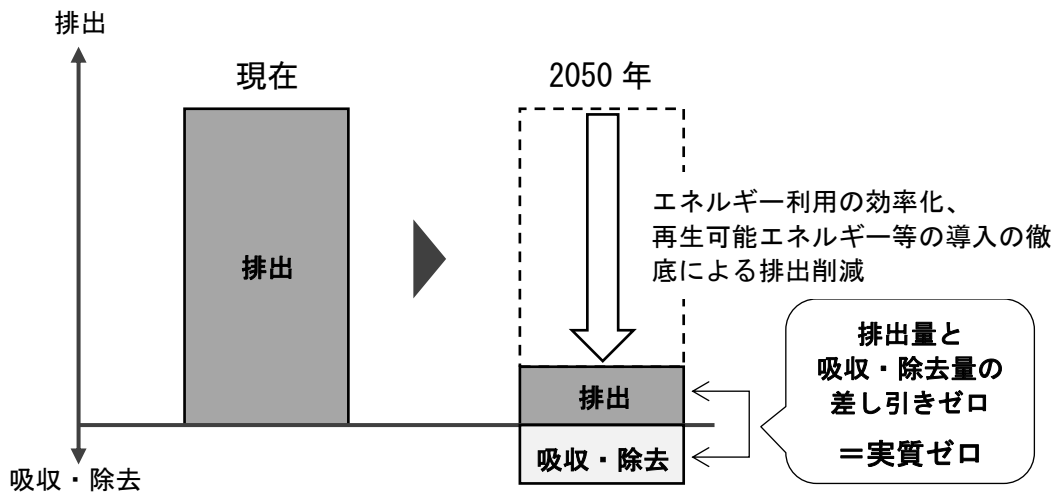 排出
現在
2050 年
エネルギー利用の効率化、
再生可能エネルギー等の導入の徹
底による排出削減
排出
排出量と
吸収・除去量の
差し引きゼロ
＝実質ゼロ
排出
吸収・除去
吸収・除去